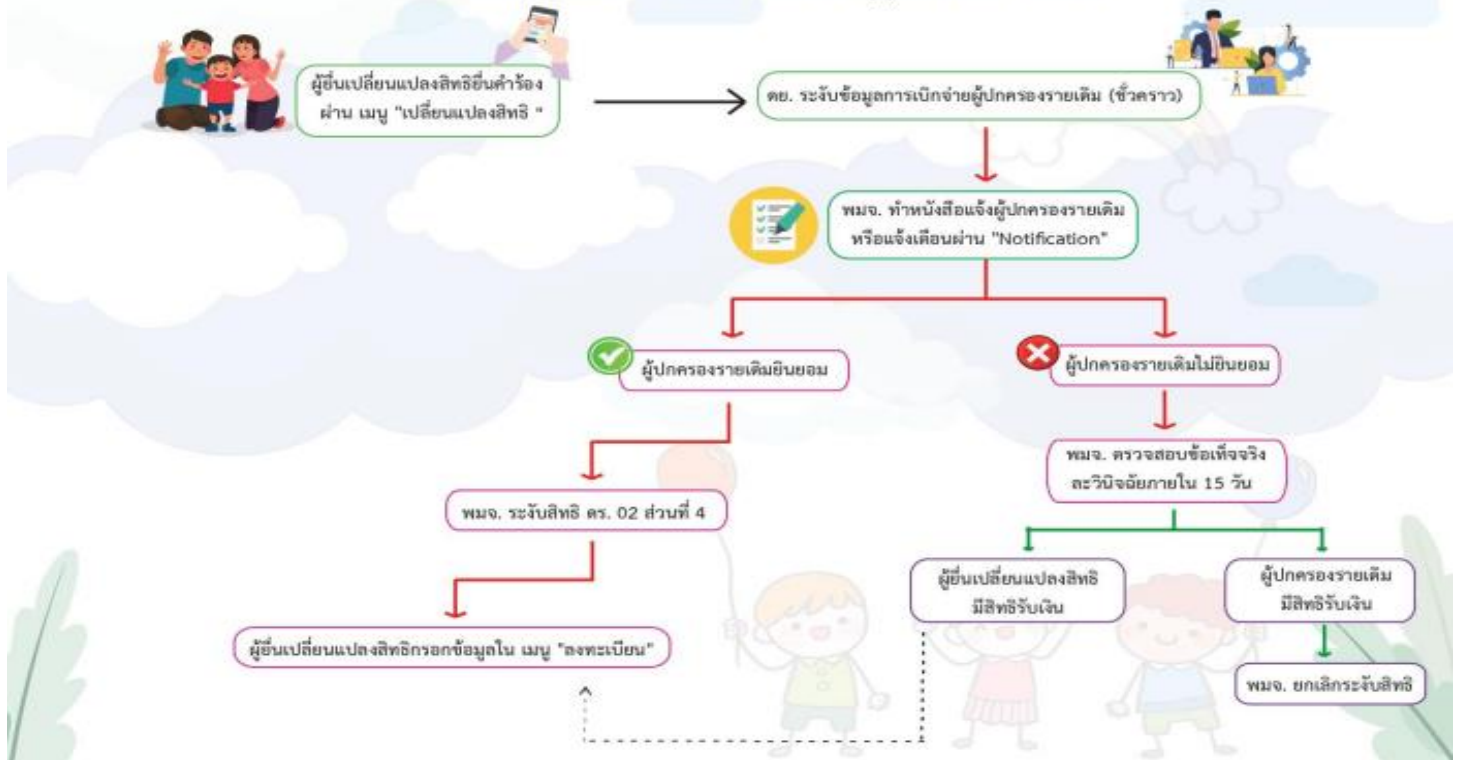 ผู้ยื่นเปลี่ยนแปลงสิทธิยื่นคำร้อง
ผ่าน เมนู "เปลี่ยนแปลงสิทธิ "
ดย. ระงับข้อมูลการเบิกจ่ายผู้ปกครองรายเดิม (ชั่วคราว)
พมจ. ทำหนังสือแจ้งผู้ปกครองรายเดิม
หรือแจ้งเตือนผ่าน "Notification"
ผู้ปกครองรายเดิมยินยอม
ผู้ปกครองรายเดิมไม่ยินยอม
พมจ. ตรวจสอบข้อเท็จจริง
ละวินิจฉัยภายใน 15 วัน
พมจ. ระงับสิทธิ ดร. 02 ส่วนที่ 4
ผู้ยื่นเปลี่ยนแปลงสิทธิ
มีสิทธิรับเงิน
ผู้ปกครองรายเดิม
มีสิทธิรับเงิน
ผู้ยื่นเปลี่ยนแปลงสิทธิกรอกข้อมูลใน เมนู "ลงทะเบียน"
พมจ. ยกเลิกระงับสิทธิ